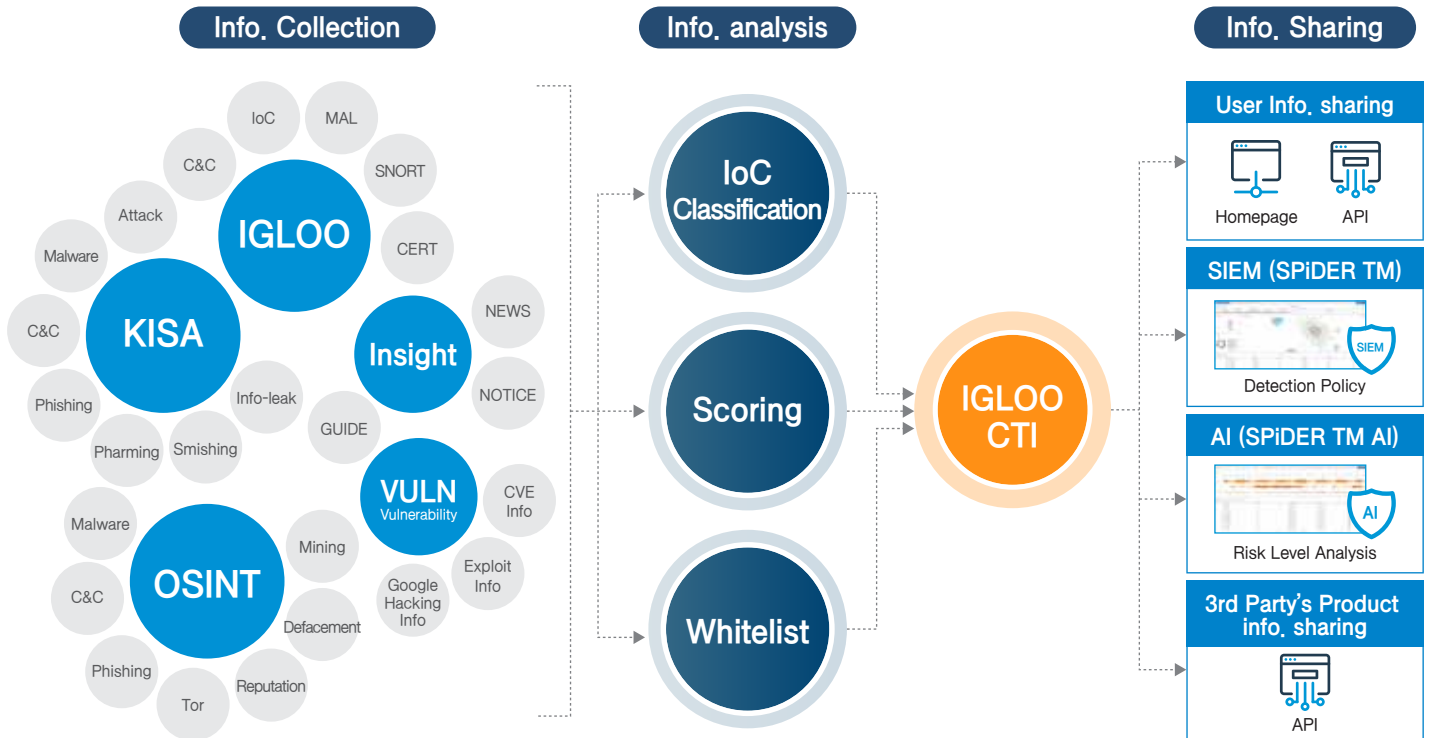 Info. Collection
Info. analysis
Info. Sharing
IoC
MAL
C&C
SNORT
Attack
IGLOO
CERT
Malware
C&C
KISA
Phishing
Pharming
Smishing
Info-leak
NEWS
Insight
NOTICE
GUIDE
VULN
Vulnerability
CVE
Info
Exploit
Info
Google
Hacking
Info
Malware
Mining
C&C
OSINT
Defacement
Phishing
Tor
Reputation
IoC
Classification
Scoring
Whitelist
IGLOO
CTI
User Info. sharing
Homepage
API
SIEM (SPiDER TM)
SIEM
Detection Policy
AI (SPiDER TM AI)
AI
Risk Level Analysis
3rd Party's Product
info. sharing
API